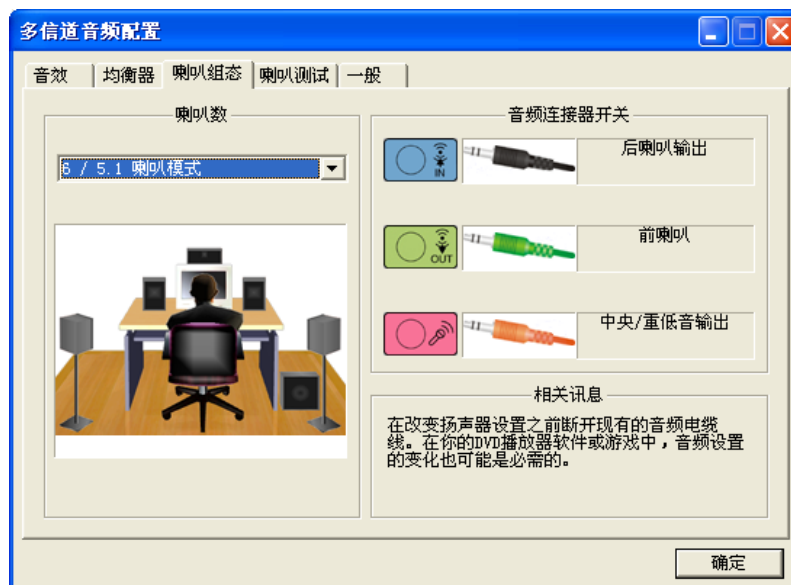 多信道音频配置
音效
均衡器
喇叭组态
喇叭测试
一般
喇叭数
6 / 5.1 喇叭模式
音频连接器开关
IN
后喇叭输出
OUT
前喇叭
中央/重低音输出
相关讯息
在改变扬声器设置之前断开现有的音频电缆
线。在你的DVD播放器软件或游戏中，音频设置
的变化也可能是必需的。
确定